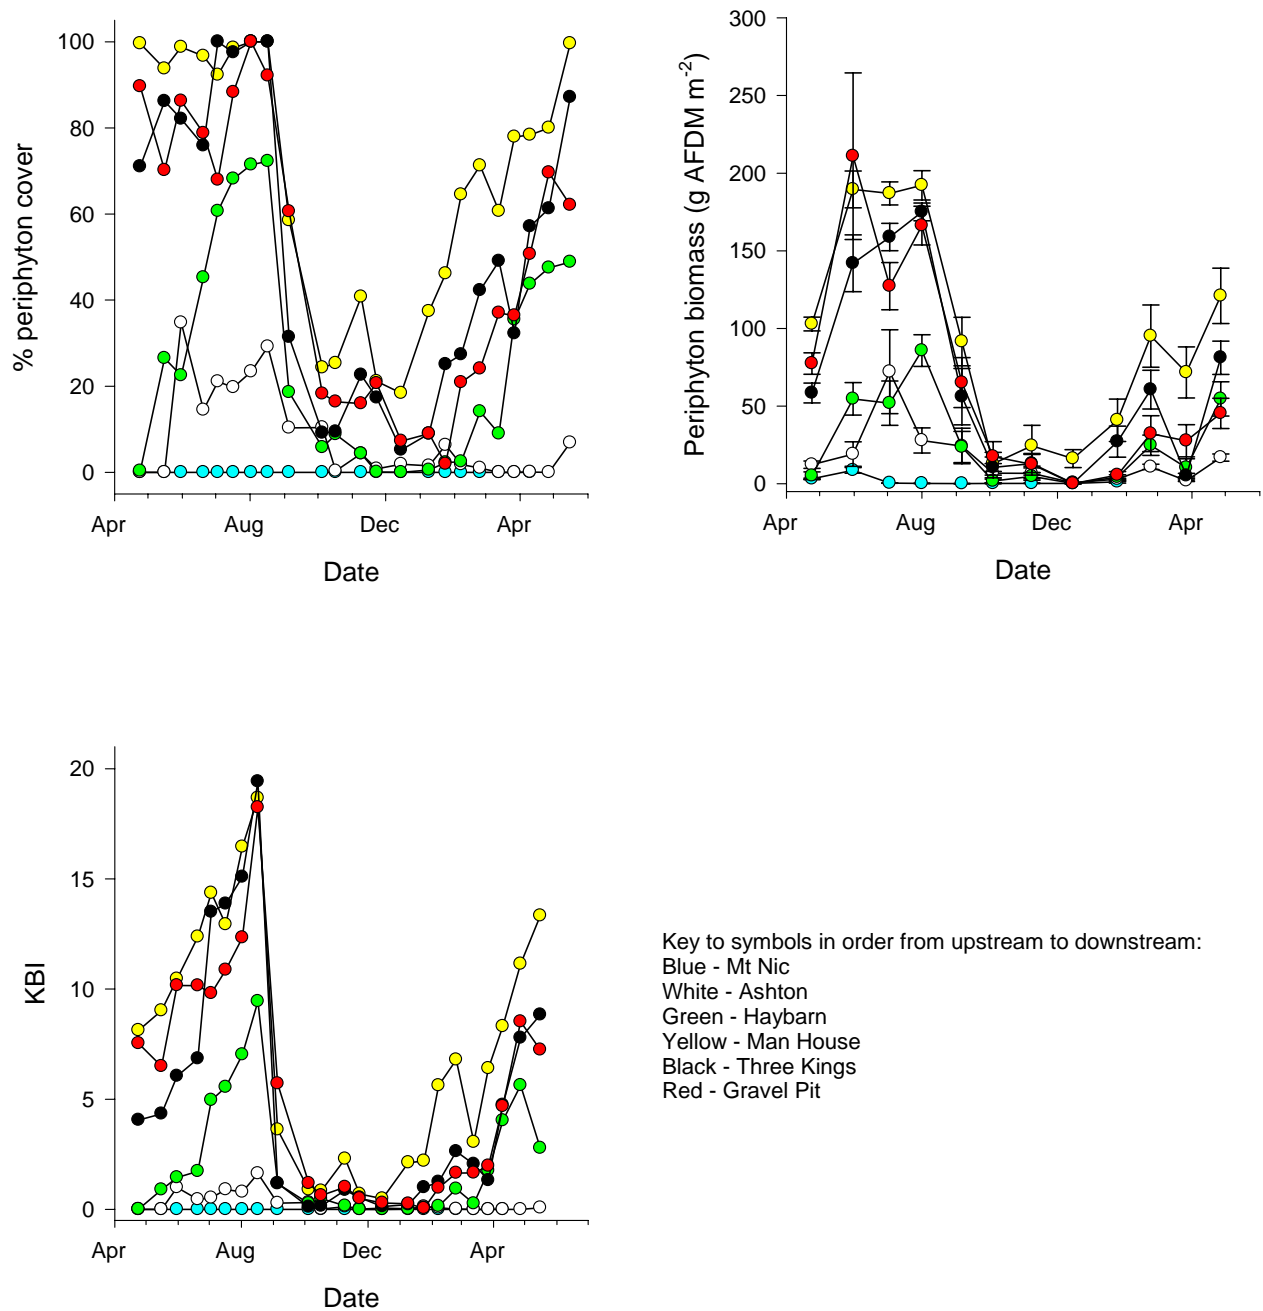 % periphyton cover
100
80
60
40
20
0
Apr Aug Dec Apr
Date
Periphyton biomass (g AFDM m-2)
300
250
200
150
100
50
0
Apr Aug Dec Apr
Date
KBI
20
15
10
5
0
Apr Aug Dec Apr
Date
Key to symbols in order from upstream to downstream:
Blue - Mt Nic
White - Ashton
Green - Haybarn
Yellow - Man House
Black - Three Kings
Red - Gravel Pit